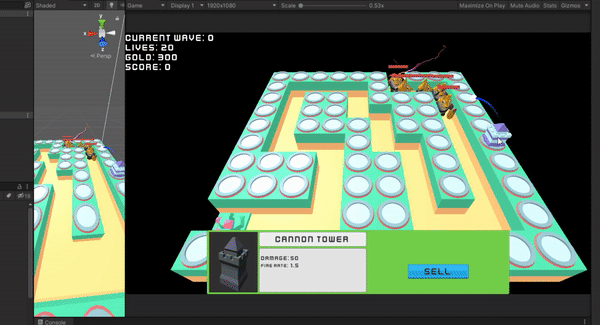 Shaded
2D
Game
Display 1
1920x1080
Scale
0.53x
Maximize On Play
Mute Audio
Stats
Gizmos
CURRENT WAVE: 0
LIVES: 20
GOLD: 300
SCORE: 0
y
x
z
Persp
CANNON TOWER
DAMAGE: 50
FIRE RATE: 1.5
SELL
Console